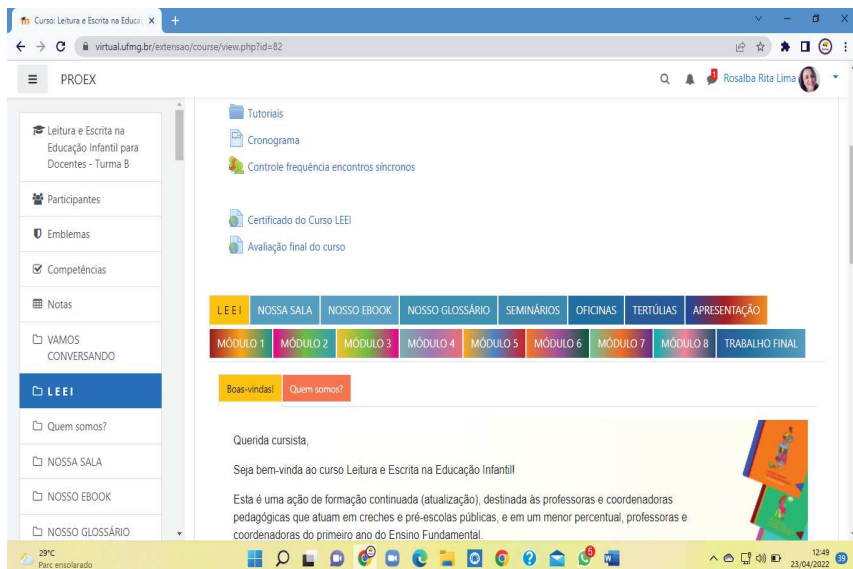 Curso: Leitura e Escrita na Educaç
virtual.ufmg.br/extensao/course/view.php?id=82
PROEX
Rosalba Rita Lima
Leitura e Escrita na
Educação Infantil para
Docentes - Turma B
Participantes
Emblemas
Competências
Notas
VAMOS
CONVERSANDO
L E E I
Quem somos?
NOSSA SALA
NOSSO EBOOK
NOSSO GLOSSÁRIO
Tutoriais
Cronograma
Controle frequência encontros síncronos
Certificado do Curso LEEI
Avaliação final do curso
L E E I NOSSA SALA NOSSO EBOOK NOSSO GLOSSÁRIO SEMINÁRIOS OFICINAS TERTÚLIAS APRESENTAÇÃO
MÓDULO 1 MÓDULO 2 MÓDULO 3 MÓDULO 4 MÓDULO 5 MÓDULO 6 MÓDULO 7 MÓDULO 8 TRABALHO FINAL
Boas-vindas! Quem somos?
Querida cursista,
Seja bem-vinda ao curso Leitura e Escrita na Educação Infantil!
Esta é uma ação de formação continuada (atualização), destinada às professoras e coordenadoras
pedagógicas que atuam em creches e pré-escolas públicas, e em um menor percentual, professoras e
coordenadoras do primeiro ano do Ensino Fundamental.
29°C
Parc ensolarado
12:49
23/04/2022
39